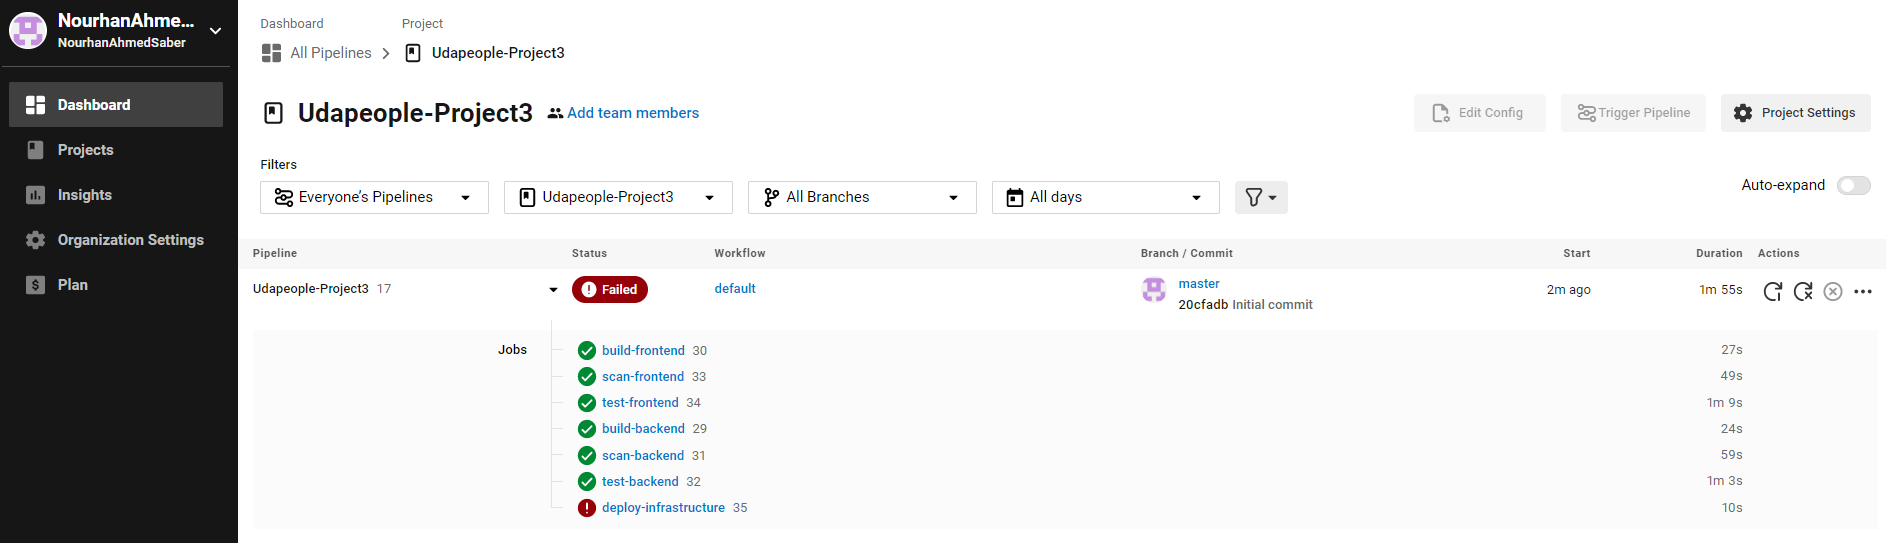 NourhanAhme...
NourhanAhmedSaber
Dashboard
Projects
Insights
Organization Settings
Plan
Dashboard Project
All Pipelines Udapeople-Project3
Udapeople-Project3 Add team members
Edit Config Trigger Pipeline Project Settings
Filters
Everyone’s Pipelines Udapeople-Project3 All Branches All days
Auto-expand
Pipeline Status Workflow Branch / Commit Start Duration Actions
Udapeople-Project3 17 Failed default master 2m ago 1m 55s
20cfadb Initial commit
Jobs build-frontend 30 27s
scan-frontend 33 49s
test-frontend 34 1m 9s
build-backend 29 24s
scan-backend 31 59s
test-backend 32 1m 3s
deploy-infrastructure 35 10s